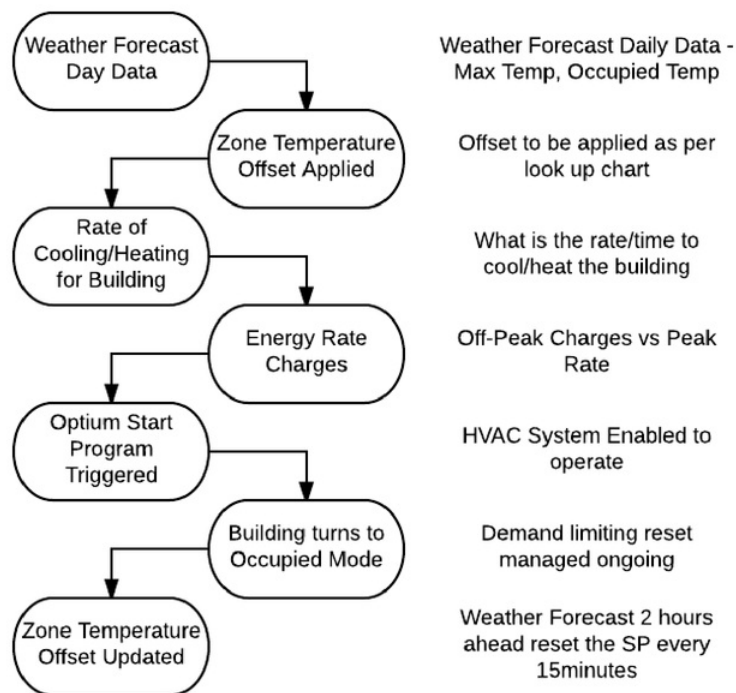 Weather Forecast
Day Data
Weather Forecast Daily Data -
Max Temp, Occupied Temp
Zone Temperature
Offset Applied
Offset to be applied as per
look up chart
Rate of
Cooling/Heating
for Building
What is the rate/time to
cool/heat the building
Energy Rate
Charges
Off-Peak Charges vs Peak
Rate
Optium Start
Program
Triggered
HVAC System Enabled to
operate
Building turns to
Occupied Mode
Demand limiting reset
managed ongoing
Zone Temperature
Offset Updated
Weather Forecast 2 hours
ahead reset the SP every
15minutes